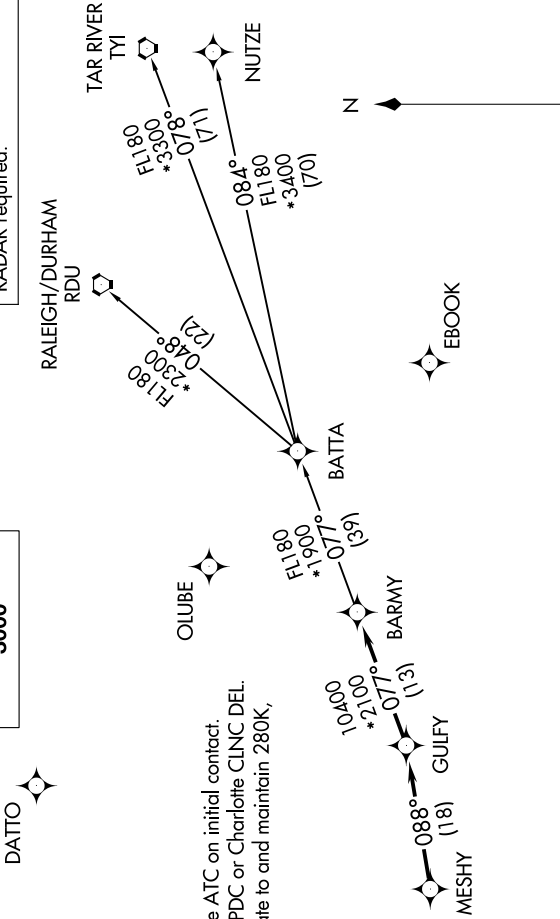 RADAR required.
TAR RIVER
TYI
NUTZE
FL180
*3300
078°
(71)
084°
FL180
*3400
(70)
N
RALEIGH/DURHAM
RDU
FL180
*2300
048°
(22)
EBOOK
BATTA
FL180
*1900
077°
(39)
OLUBE
BARMY
10400
*2100
077°
(13)
GULFY
088°
(18)
MESHY
DATTO
e ATC on initial contact.
PDC or Charlotte CLNC DEL.
ate to and maintain 280K,